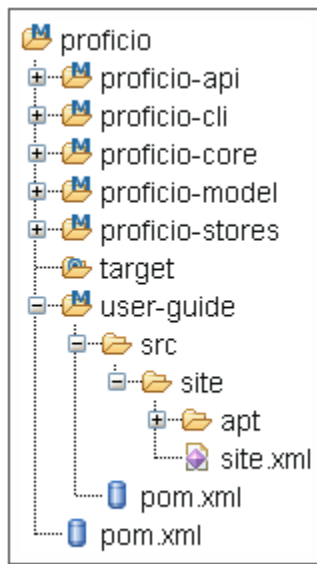 proficio
proficio-api
proficio-cli
proficio-core
proficio-model
proficio-stores
target
user-guide
src
site
apt
site.xml
pom.xml
pom.xml